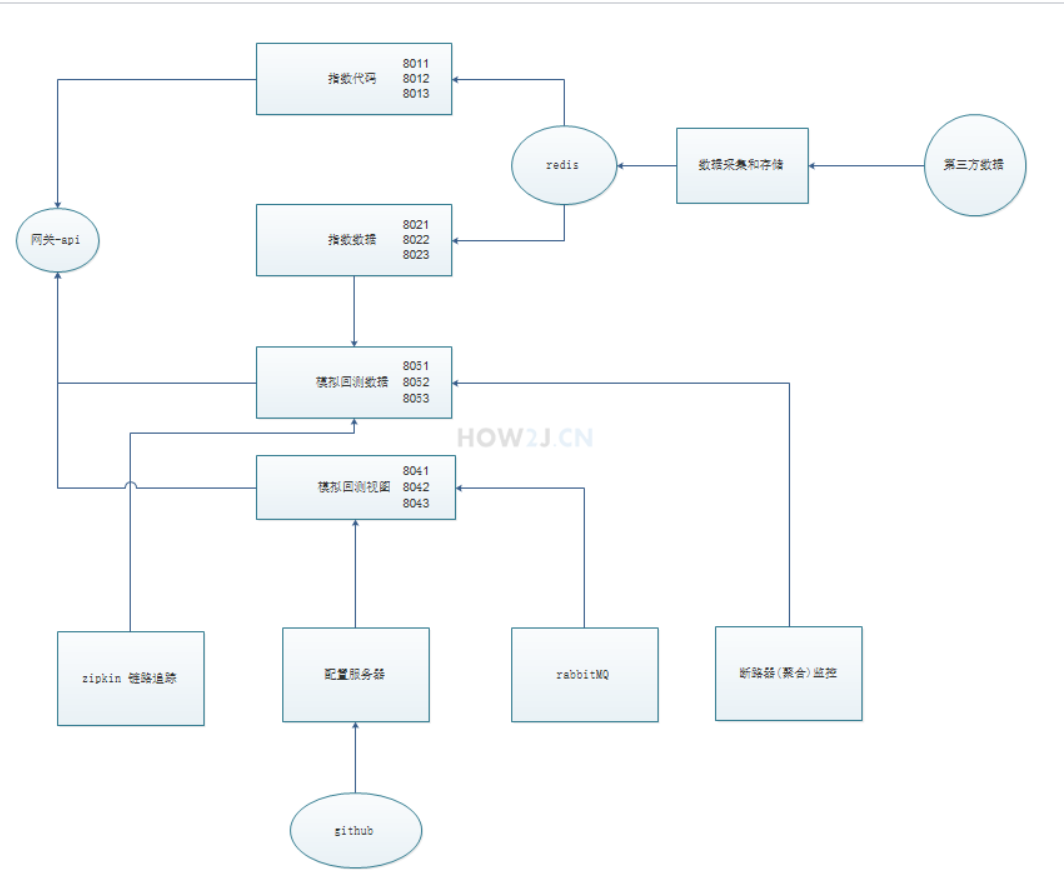 指数代码
8011
8012
8013
redis
数据采集和存储
第三方数据
网关-api
指数数据
8021
8022
8023
模拟回测数据
8051
8052
8053
HOW2J.CN
模拟回测视图
8041
8042
8043
zipkin 链路追踪
配置服务器
rabbitMQ
断路器(聚合)监控
github